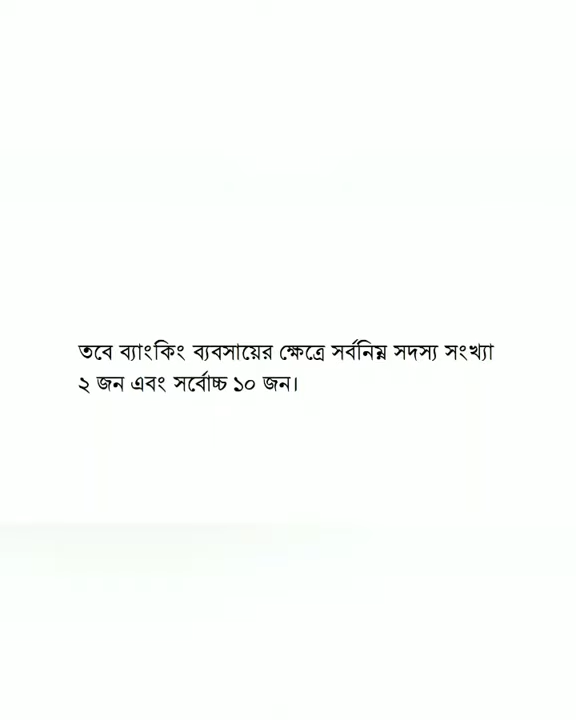 তবে ব্যাংকিং ব্যবসায়ের ক্ষেত্রে সর্বনিম্ন সদস্য সংখ্যা
২ জন এবং সর্বোচ্চ ১০ জন।